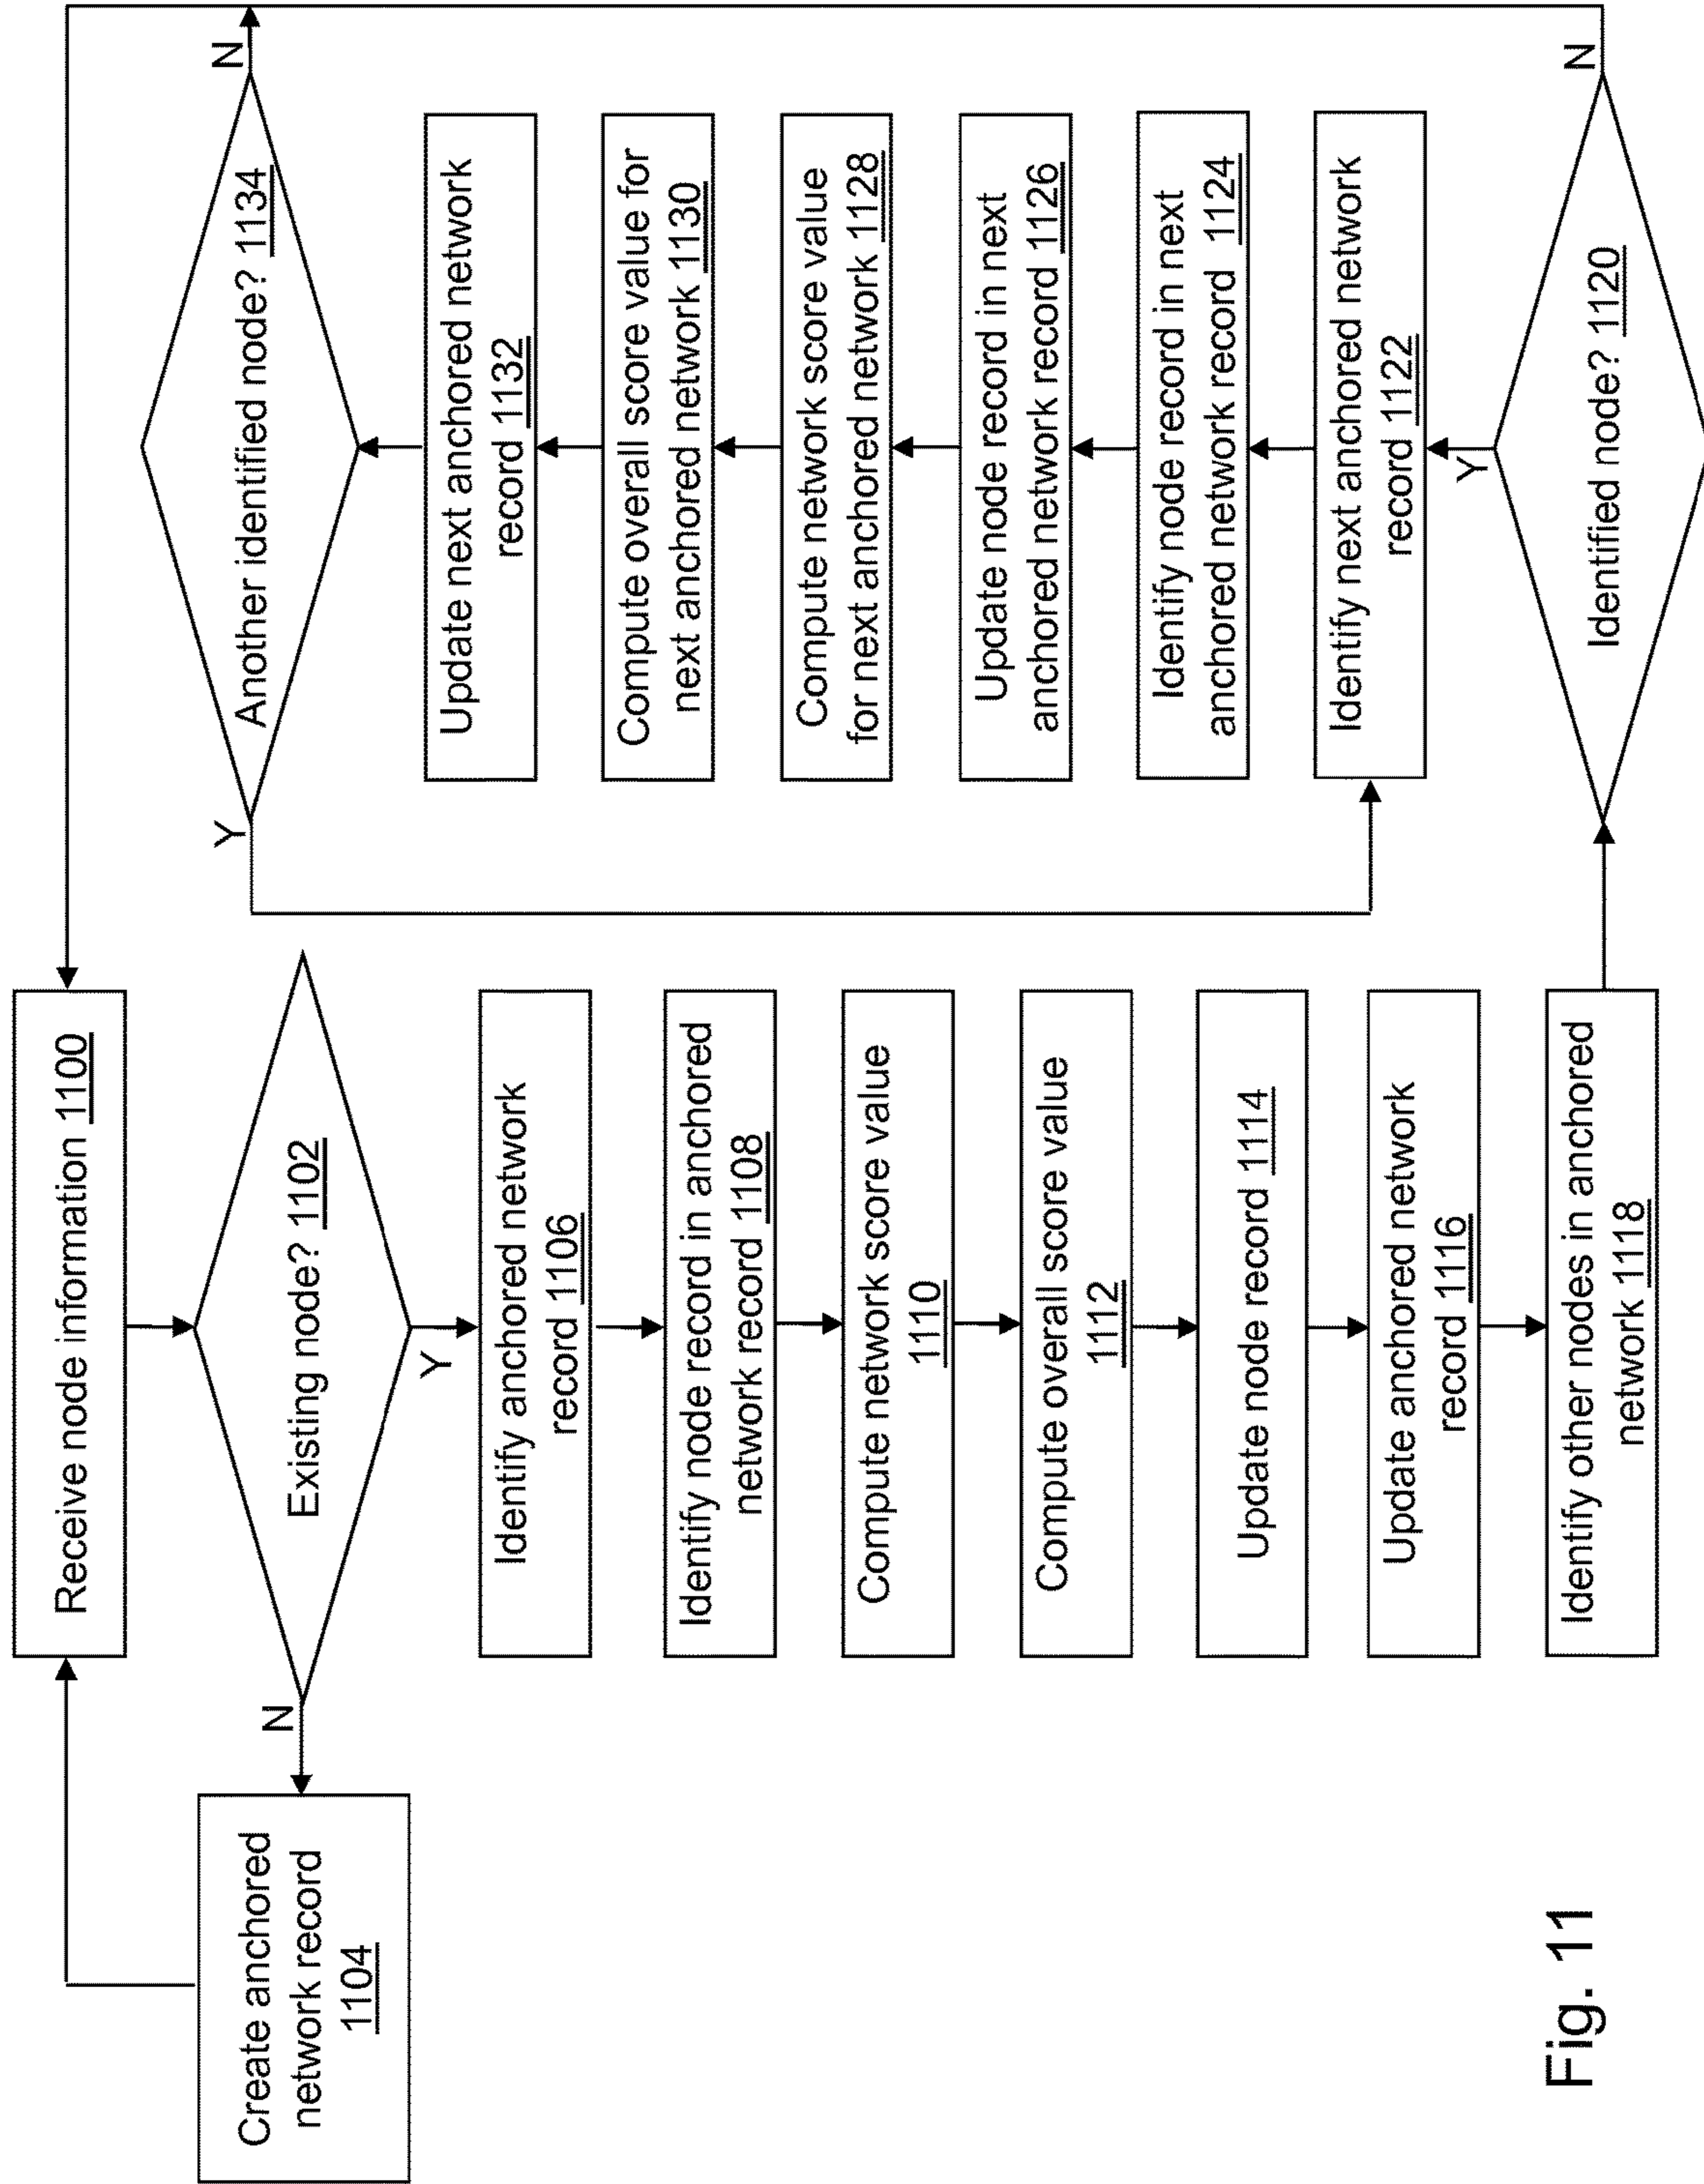 Receive node information 1100
Existing node? 1102
N
Y
Create anchored
network record
1104
Identify anchored network
record 1106
Identify node record in anchored
network record 1108
Compute network score value
1110
Compute overall score value
1112
Update node record 1114
Update anchored network
record 1116
Identify other nodes in anchored
network 1118
Identified node? 1120
N
Y
Identify next anchored network
record 1122
Identify node record in next
anchored network record 1124
Update node record in next
anchored network record 1126
Compute network score value
for next anchored network 1128
Compute overall score value for
next anchored network 1130
Update next anchored network
record 1132
Another identified node? 1134
Y
N
Fig. 11